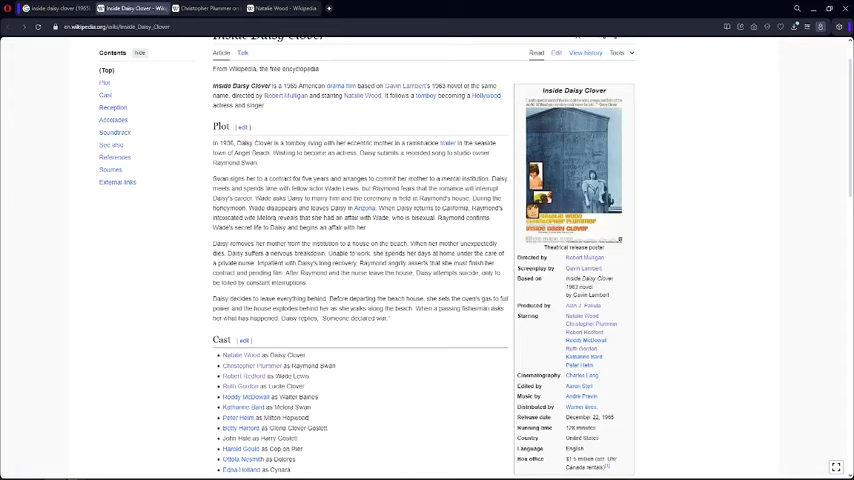 inside daisy clover (1965)
Inside Daisy Clover – Wiki
Christopher Plummer on
Natalie Wood - Wikipedia
en.wikipedia.org/wiki/Inside_Daisy_Clover
Inside Daisy Clover
Contents hide
(Top)
Plot
Cast
Reception
Accolades
Soundtrack
See also
References
Sources
External links
Article Talk Read Edit View history Tools
From Wikipedia, the free encyclopedia
Inside Daisy Clover is a 1965 American drama film based on Gavin Lambert's 1963 novel of the same
name, directed by Robert Mulligan and starring Natalie Wood. It follows a tomboy becoming a Hollywood
actress and singer.
Plot [ edit ]
In 1936, Daisy Clover is a tomboy living with her eccentric mother in a ramshackle trailer in the seaside
town of Angel Beach. Wishing to become an actress, Daisy submits a recorded song to studio owner
Raymond Swan.
Swan signs her to a contract for five years and arranges to commit her mother to a mental institution. Daisy
meets and spends time with fellow actor Wade Lewis, but Raymond fears that the romance will interrupt
Daisy's career. Wade asks Daisy to marry him and the ceremony is held at Raymond's house. During the
honeymoon, Wade disappears and leaves Daisy in Arizona. When Daisy returns to California, Raymond's
intoxicated wife Melora reveals that she had an affair with Wade, who is bisexual. Raymond confirms
Wade's secret life to Daisy and begins an affair with her.
Daisy removes her mother from the institution to a house on the beach. When her mother unexpectedly
dies, Daisy suffers a nervous breakdown. Unable to work, she spends her days at home under the care of
a private nurse. Impatient with Daisy's long recovery, Raymond angrily asserts that she must finish her
contract and pending film. After Raymond and the nurse leave the house, Daisy attempts suicide, only to
be foiled by constant interruptions.
Daisy decides to leave everything behind. Before departing the beach house, she sets the oven's gas to full
power and the house explodes behind her as she walks along the beach. When a passing fisherman asks
her what has happened, Daisy replies, "Someone declared war."
Cast [ edit ]
Natalie Wood as Daisy Clover
Christopher Plummer as Raymond Swan
Robert Redford as Wade Lewis
Ruth Gordon as Lucile Clover
Roddy McDowall as Walter Baines
Katharine Bard as Melora Swan
Peter Helm as Milton Hopwood
Betty Harford as Gloria Clover Goslett
John Hale as Harry Goslett
Harold Gould as Cop on Pier
Ottola Nesmith as Dolores
Edna Holland as Cynara
Inside Daisy Clover
NATALIE WOOD
CHRISTOPHER PLUMMER
INSIDE DAISY CLOVER
Theatrical release poster
Directed by Robert Mulligan
Screenplay by Gavin Lambert
Based on Inside Daisy Clover
1963 novel
by Gavin Lambert
Produced by Alan J. Pakula
Starring Natalie Wood
Christopher Plummer
Robert Redford
Roddy McDowall
Ruth Gordon
Katharine Bard
Peter Helm
Cinematography Charles Lang
Edited by Aaron Stell
Music by André Previn
Distributed by Warner Bros.
Release date December 22, 1965
Running time 128 minutes
Country United States
Language English
Box office $1.5 million (est. US/
Canada rentals)[1]